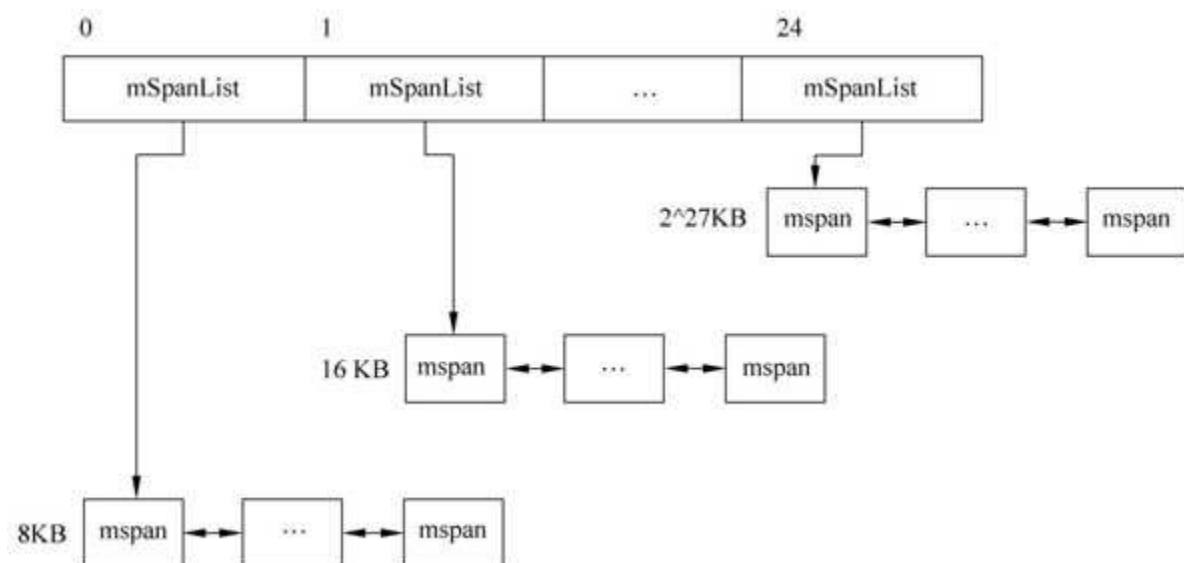 0 1 24
mSpanList mSpanList … mSpanList
2^27KB mspan … mspan
16 KB mspan … mspan
8KB mspan … mspan